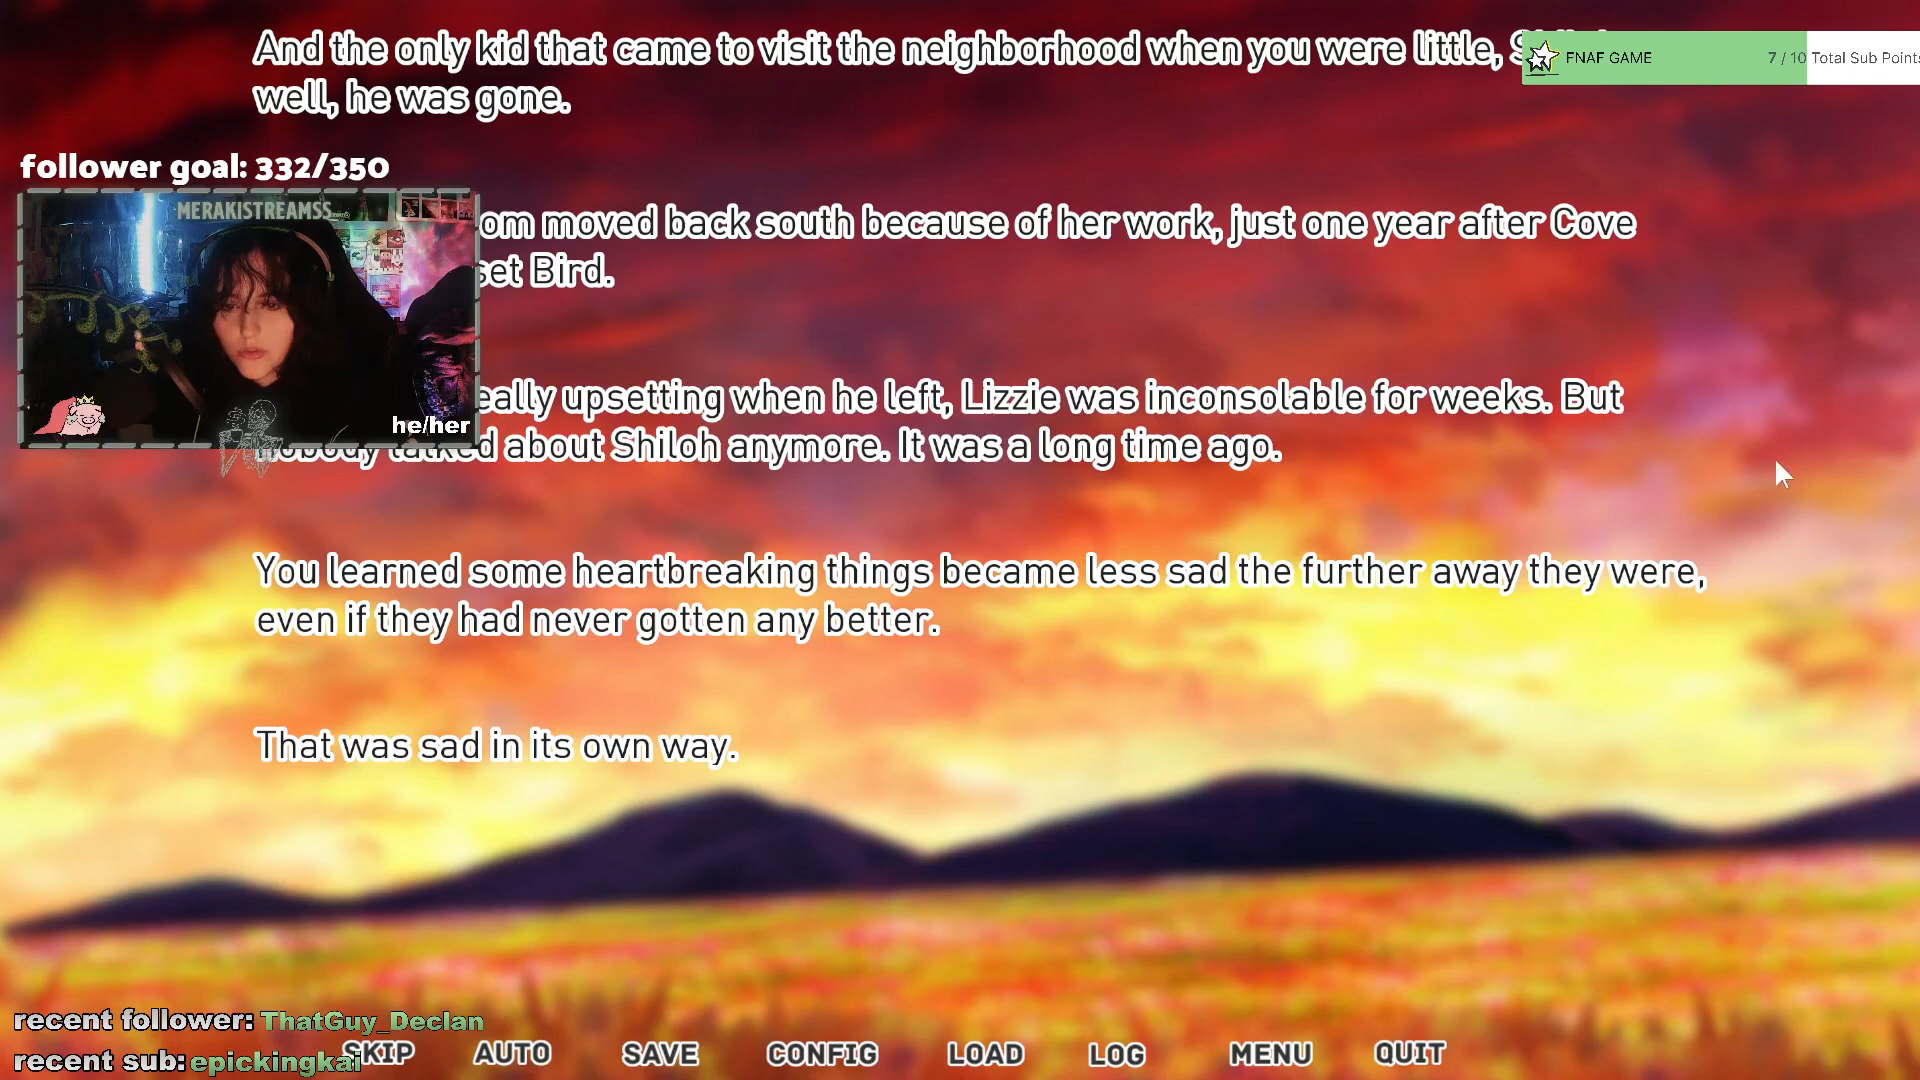 And the only kid that came to visit the neighborhood when you were little,
well, he was gone.
FNAF GAME
7 / 10 Total Sub Points
follower goal: 332/350
MERAKISTREAMSS
om moved back south because of her work, just one year after Cove
set Bird.
eally upsetting when he left, Lizzie was inconsolable for weeks. But
nobody talked about Shiloh anymore. It was a long time ago.
he/her
You learned some heartbreaking things became less sad the further away they were,
even if they had never gotten any better.
That was sad in its own way.
recent follower: ThatGuy_Declan
recent sub: epickingkai
SKIP AUTO SAVE CONFIG LOAD LOG MENU QUIT